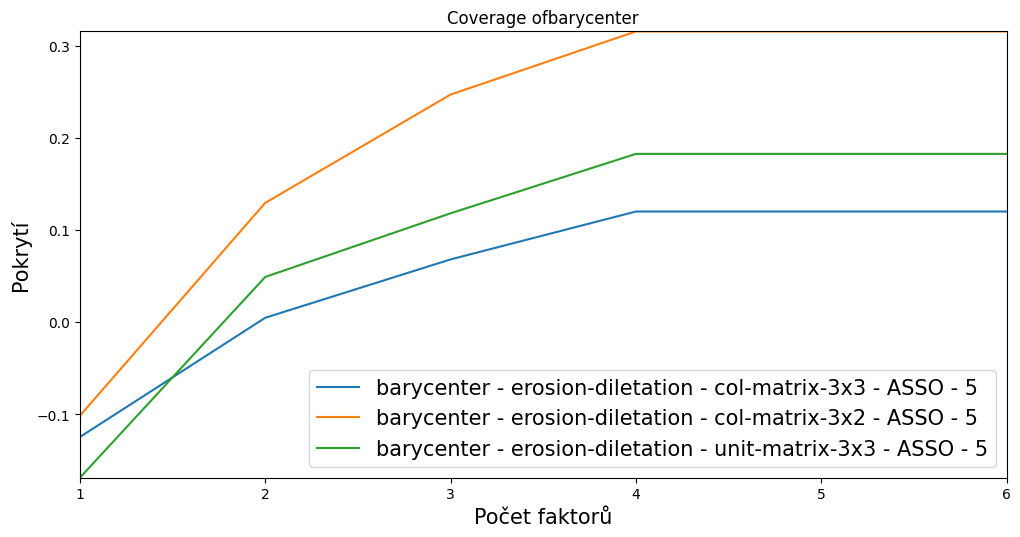 Coverage ofbarycenter
0.3
0.2
0.1
0.0
−0.1
Pokrytí
barycenter - erosion-diletation - col-matrix-3x3 - ASSO - 5
barycenter - erosion-diletation - col-matrix-3x2 - ASSO - 5
barycenter - erosion-diletation - unit-matrix-3x3 - ASSO - 5
1 2 3 4 5 6
Počet faktorů